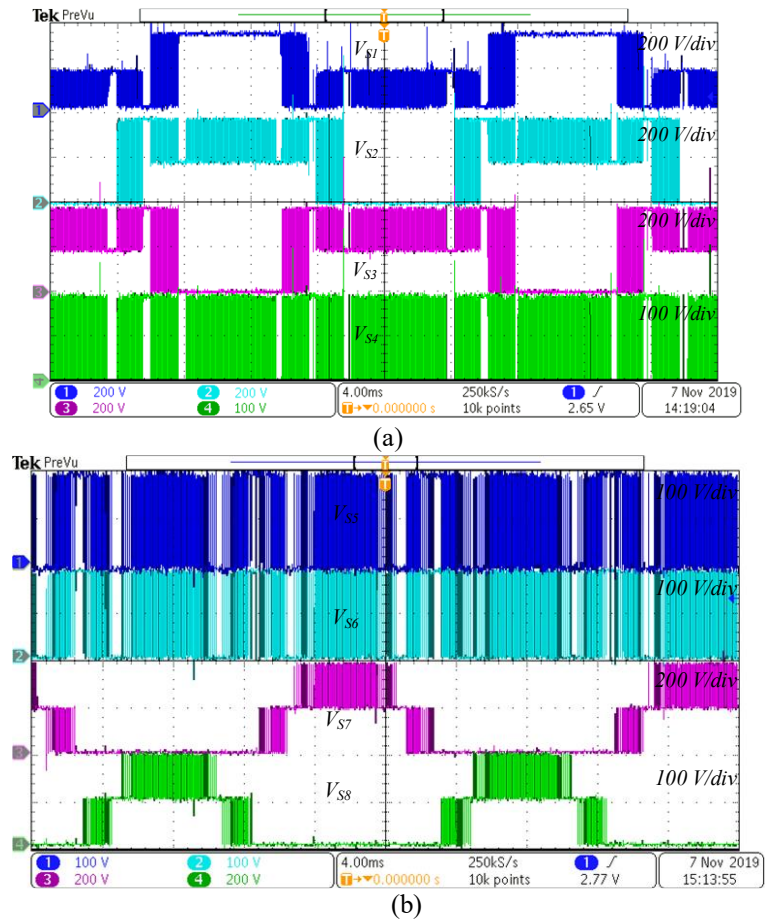 Tek PreVu
V_S1
200 V/div
V_S2
200 V/div
200 V/div
V_S3
100 V/div
V_S4
1 200 V
2 200 V
3 200 V
4 100 V
4.00ms
T→▼0.000000 s
250kS/s
10k points
1 ∫
2.65 V
7 Nov 2019
14:19:04
(a)
Tek PreVu
100 V/div
V_S5
100 V/div
V_S6
200 V/div
V_S7
V_S8
100 V/div
1 100 V
2 100 V
3 200 V
4 200 V
4.00ms
T→▼0.000000 s
250kS/s
10k points
1 ∫
2.77 V
7 Nov 2019
15:13:55
(b)